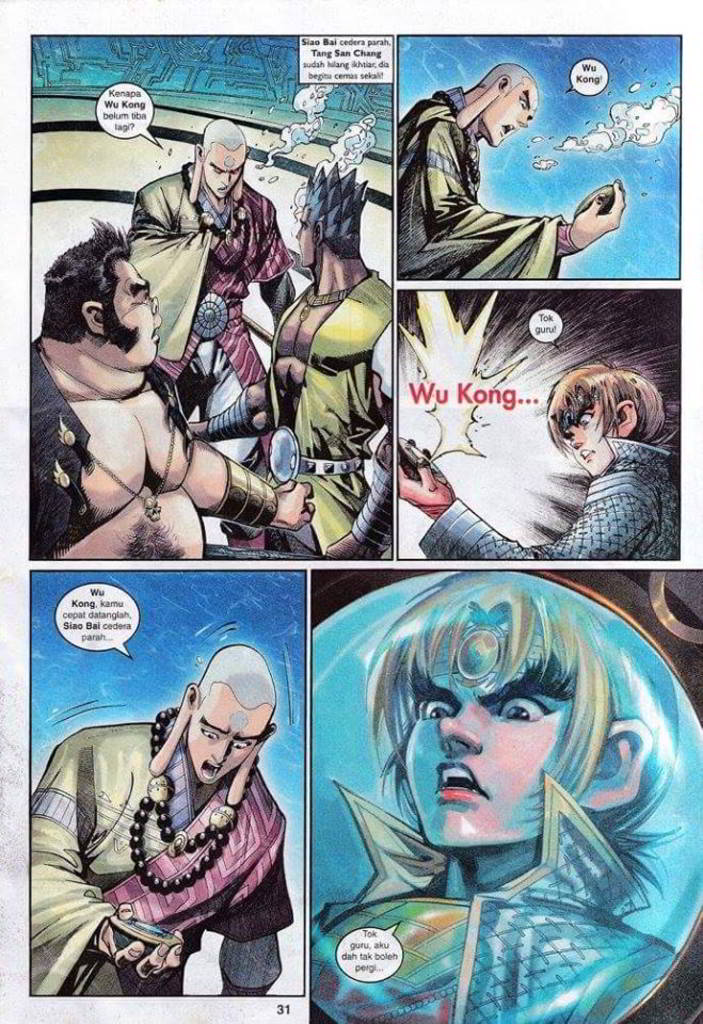 Siao Bai cedera parah,
Tang San Chang
sudah hilang ikhtiar, dia
begitu cemas sekali!
Kenapa
Wu Kong
belum tiba
lagi?
Wu
Kong!
Tok
guru!
Wu Kong...
Wu
Kong, kamu
cepat datanglah,
Siao Bai cedera
parah...
Tok
guru, aku
dah tak boleh
pergi...
31